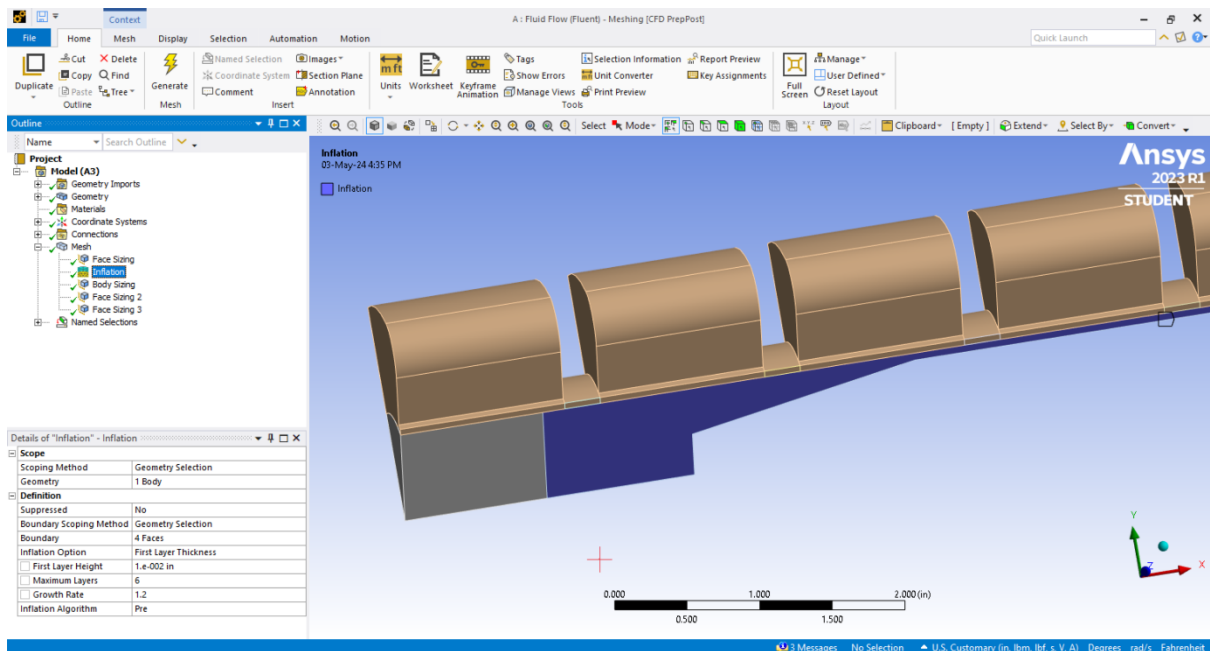 Context
A : Fluid Flow (Fluent) - Meshing [CFD PrepPost]
File Home Mesh Display Selection Automation Motion
Quick Launch
Duplicate
Cut
Copy
Paste
Delete
Find
Tree
Outline
Generate
Mesh
Named Selection
Coordinate System
Comment
Images
Section Plane
Annotation
Insert
Units
Worksheet
Keyframe Animation
Tags
Show Errors
Manage Views
Selection Information
Unit Converter
Print Preview
Report Preview
Key Assignments
Tools
Full Screen
Manage
User Defined
Reset Layout
Layout
Outline
Select Mode Clipboard [ Empty ] Extend Select By Convert
Name Search Outline
Project
Model (A3)
Geometry Imports
Geometry
Materials
Coordinate Systems
Connections
Mesh
Face Sizing
Inflation
Body Sizing
Face Sizing 2
Face Sizing 3
Named Selections
Inflation
03-May-24 4:35 PM
Inflation
Ansys
2023 R1
STUDENT
Details of "Inflation" - Inflation
Scope
Scoping Method Geometry Selection
Geometry 1 Body
Definition
Suppressed No
Boundary Scoping Method Geometry Selection
Boundary 4 Faces
Inflation Option First Layer Thickness
First Layer Height 1.e-002 in
Maximum Layers 6
Growth Rate 1.2
Inflation Algorithm Pre
Y
Z
X
0.000 1.000 2.000 (in)
0.500 1.500
3 Messages No Selection U.S. Customary (in, lbm, lbf, s, V, A) Degrees rad/s Fahrenheit